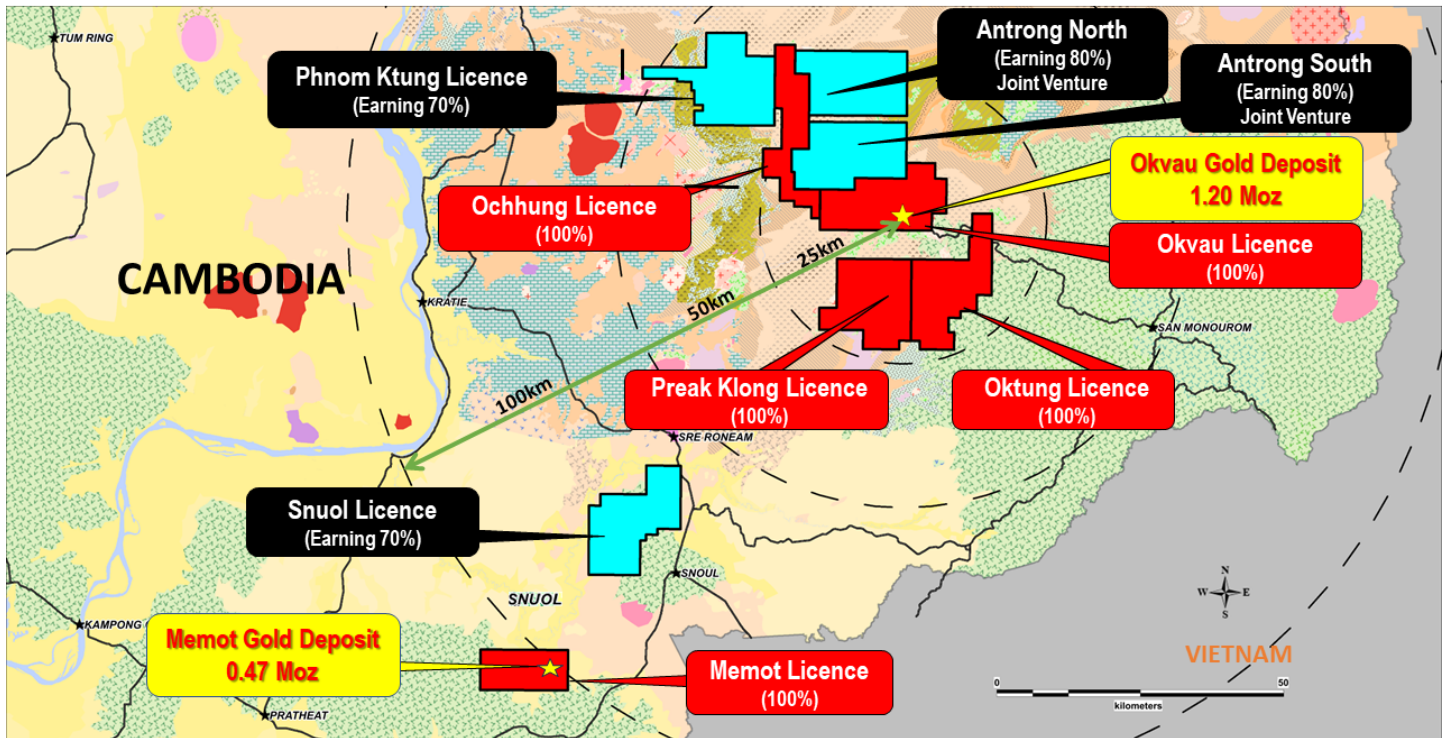 TUM RING
Phnom Ktung Licence
(Earning 70%)
Antrong North
(Earning 80%)
Joint Venture
Antrong South
(Earning 80%)
Joint Venture
Okvau Gold Deposit
1.20 Moz
Ochhung Licence
(100%)
Okvau Licence
(100%)
CAMBODIA
25km
50km
100km
KRATIE
SAN MONOUROM
Preak Klong Licence
(100%)
Oktung Licence
(100%)
SRE RONEAM
Snuol Licence
(Earning 70%)
SNOUL
SNUOL
KAMPONG
Memot Gold Deposit
0.47 Moz
Memot Licence
(100%)
PRATHEAT
N
W E
S
VIETNAM
0 50
kilometers